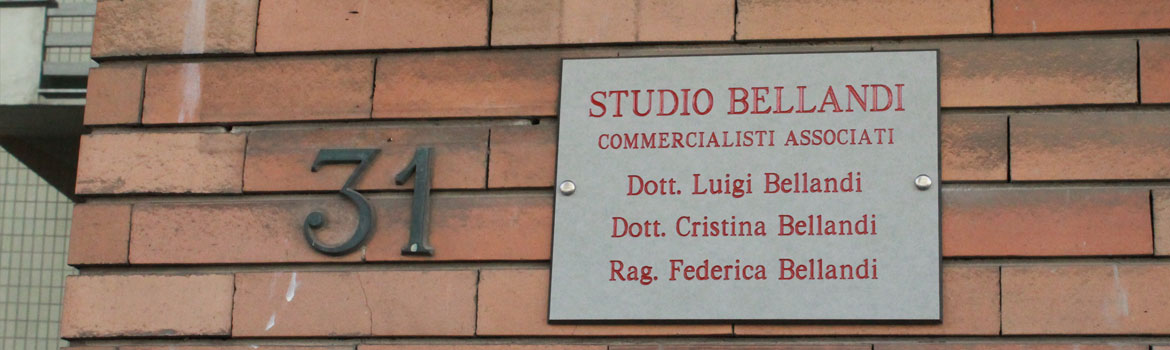 31
STUDIO BELLANDI
COMMERCIALISTI ASSOCIATI
Dott. Luigi Bellandi
Dott. Cristina Bellandi
Rag. Federica Bellandi